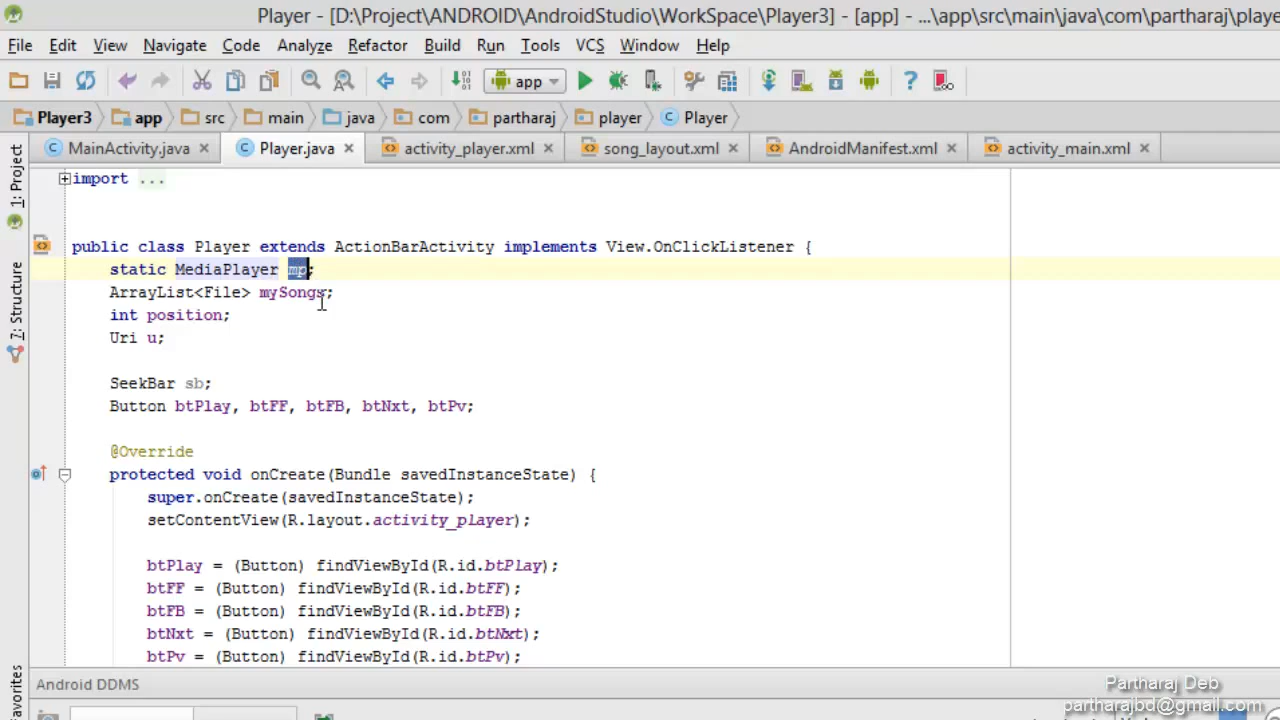 Player - [D:\Project\ANDROID\AndroidStudio\WorkSpace\Player3] - [app] - ...\app\src\main\java\com\partharaj\playe
File Edit View Navigate Code Analyze Refactor Build Run Tools VCS Window Help
app
Player3 app src main java com partharaj player Player
MainActivity.java Player.java activity_player.xml song_layout.xml AndroidManifest.xml activity_main.xml
1: Project
7: Structure
Favorites
import ...
public class Player extends ActionBarActivity implements View.OnClickListener {
static MediaPlayer mp;
ArrayList<File> mySongs;
int position;
Uri u;
SeekBar sb;
Button btPlay, btFF, btFB, btNxt, btPv;
@Override
protected void onCreate(Bundle savedInstanceState) {
super.onCreate(savedInstanceState);
setContentView(R.layout.activity_player);
btPlay = (Button) findViewById(R.id.btPlay);
btFF = (Button) findViewById(R.id.btFF);
btFB = (Button) findViewById(R.id.btFB);
btNxt = (Button) findViewById(R.id.btNxt);
btPv = (Button) findViewById(R.id.btPv);
Android DDMS
Partharaj Deb
partharajbd@gmail.com